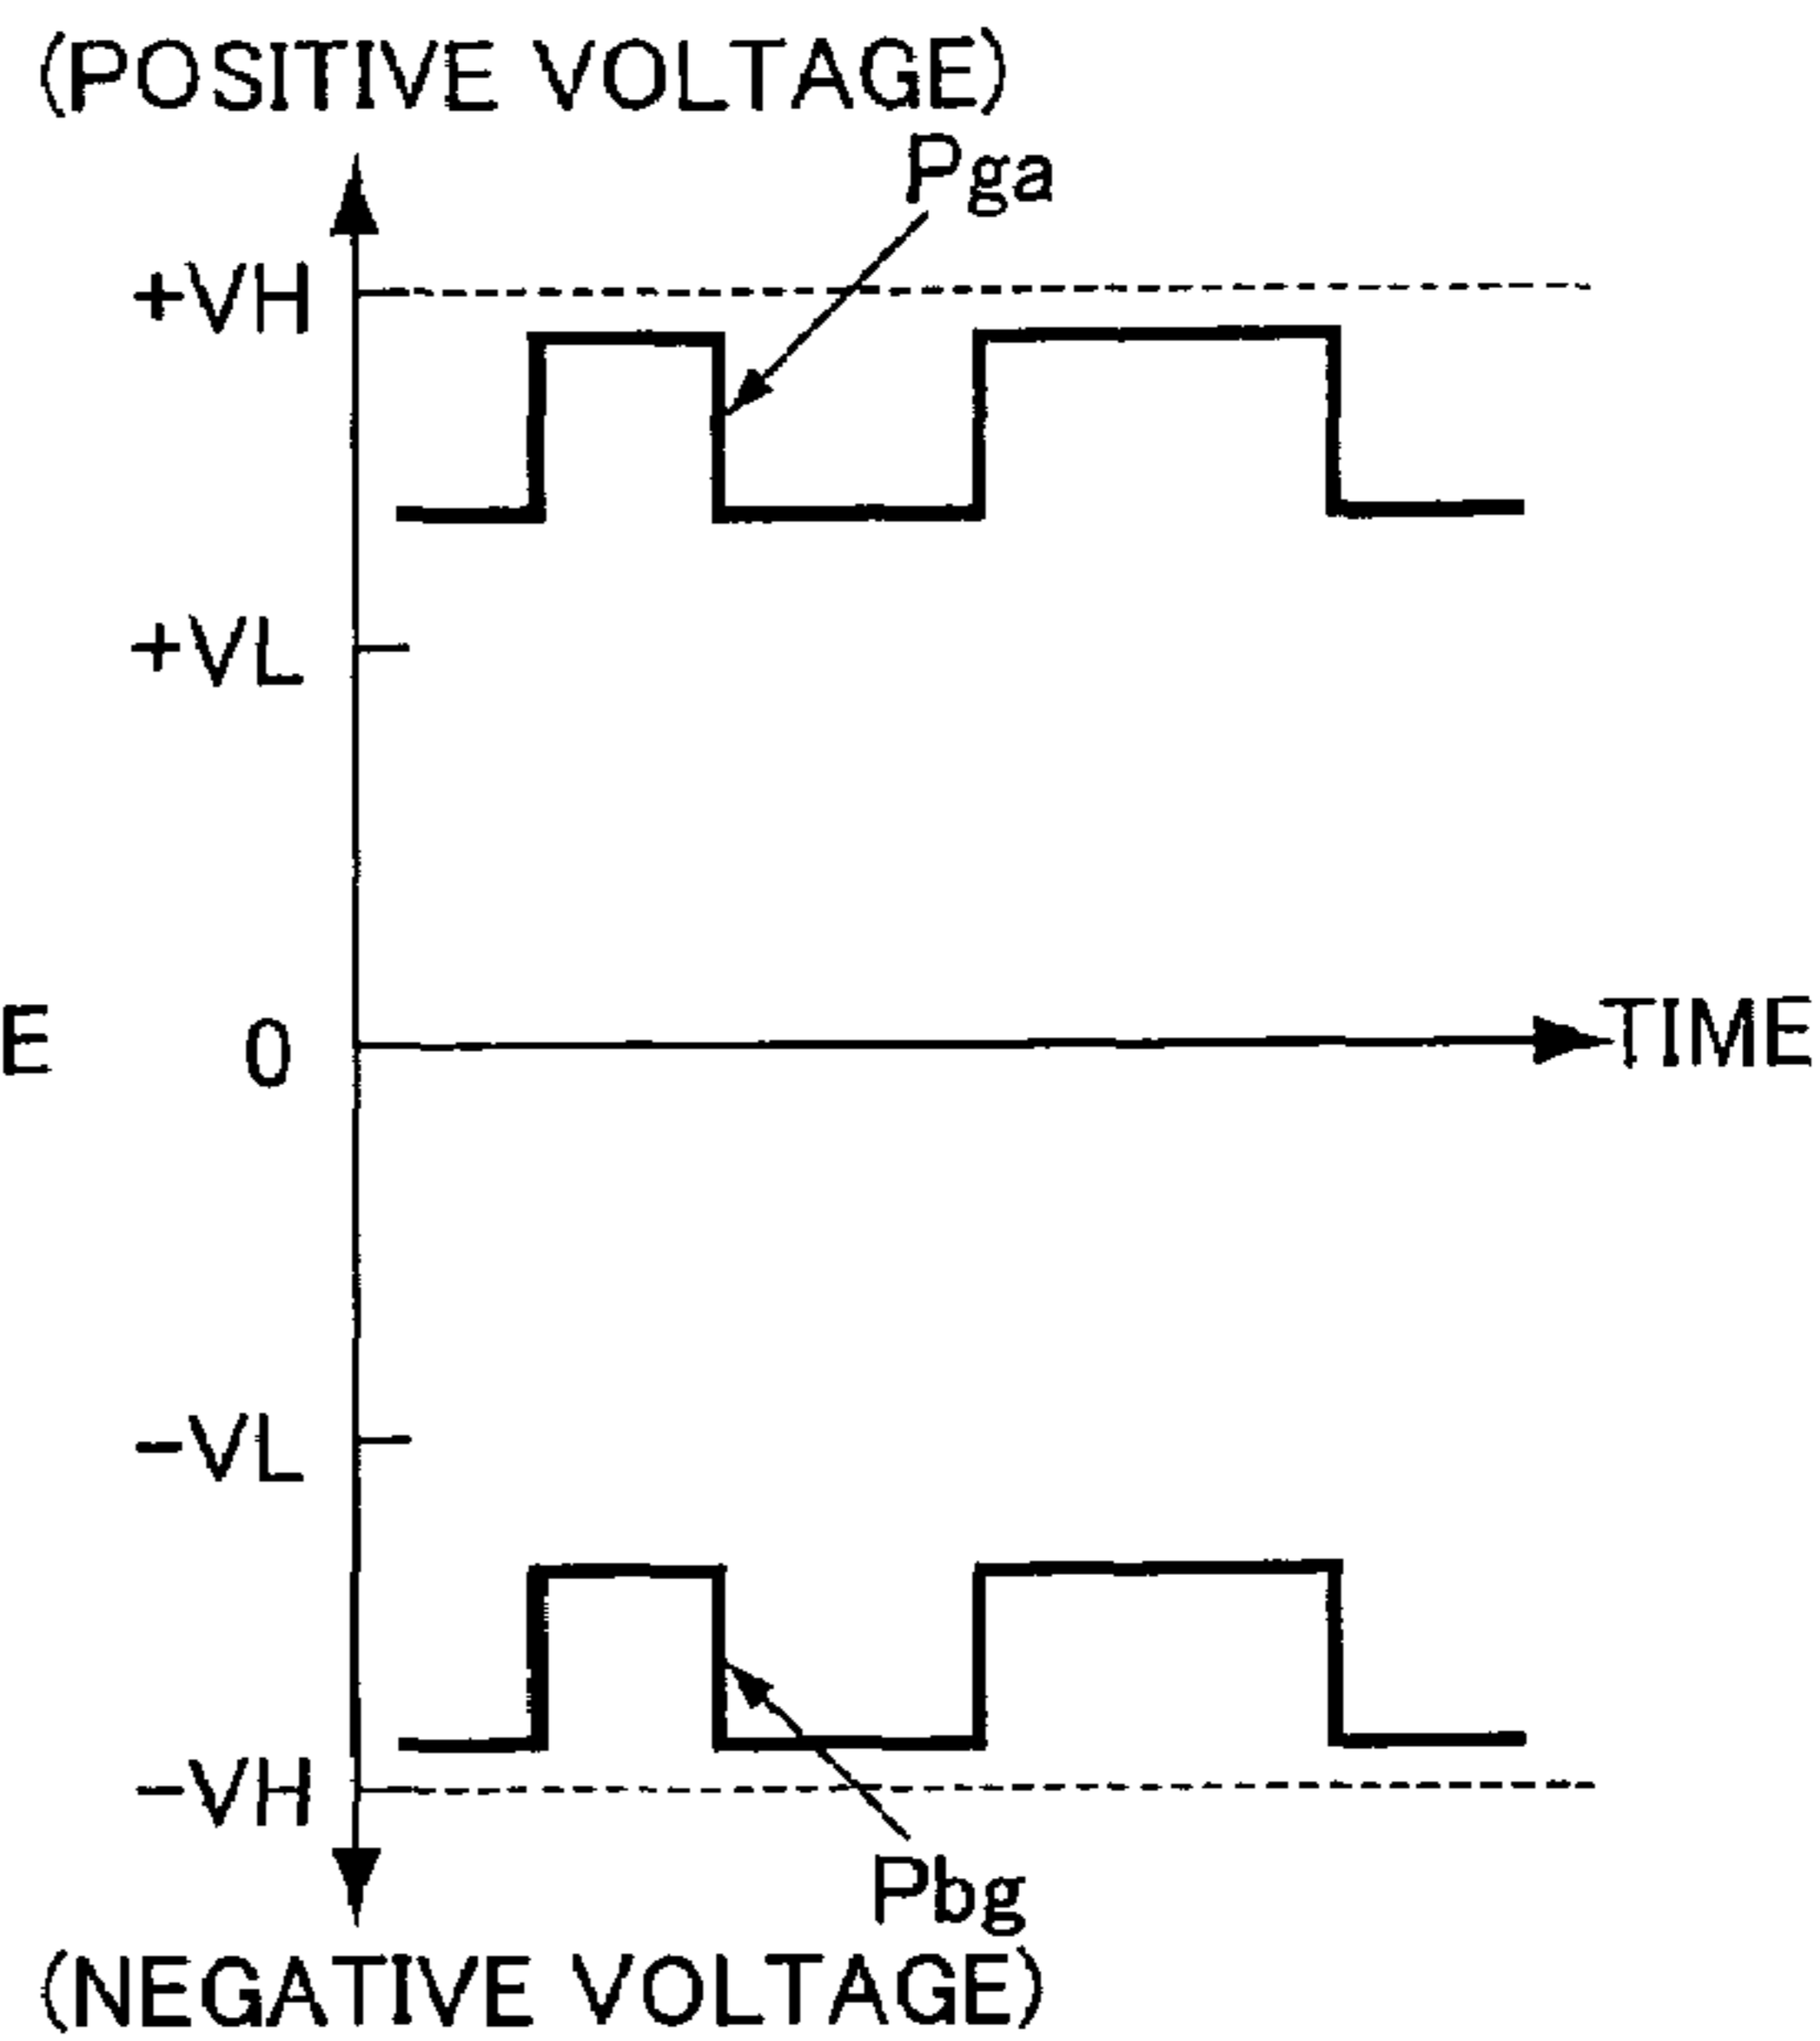 (POSITIVE VOLTAGE)
Pga
+VH
+VL
E
0
TIME
-VL
-VH
Pbg
(NEGATIVE VOLTAGE)